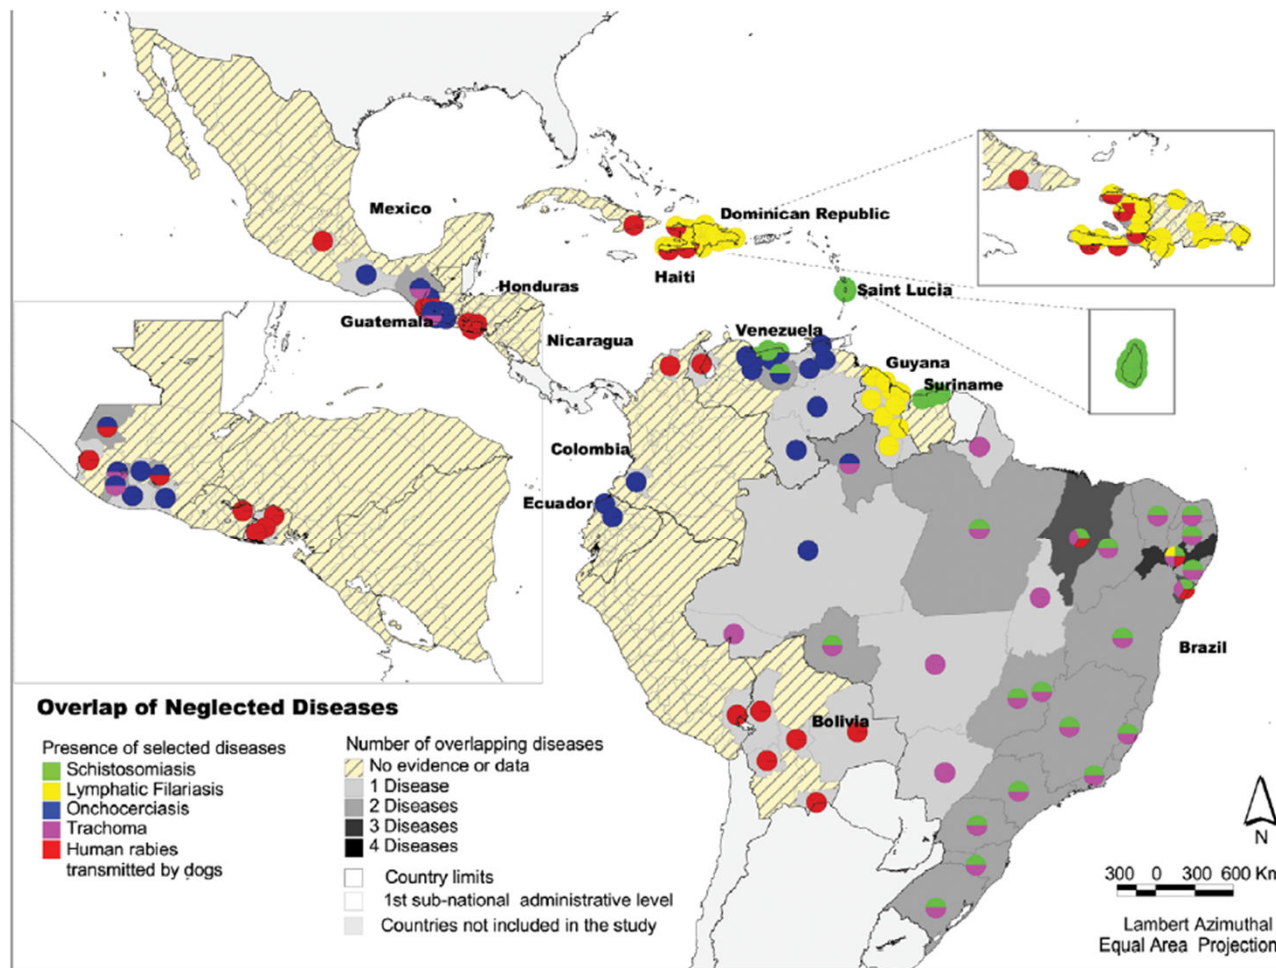 Mexico
Dominican Republic
Haiti
Honduras
Saint Lucia
Guatemala
Venezuela
Nicaragua
Guyana
Suriname
Colombia
Ecuador
Brazil
Bolivia
Overlap of Neglected Diseases
Presence of selected diseases
Schistosomiasis
Lymphatic Filariasis
Onchocerciasis
Trachoma
Human rabies
transmitted by dogs
Number of overlapping diseases
No evidence or data
1 Disease
2 Diseases
3 Diseases
4 Diseases
Country limits
1st sub-national administrative level
Countries not included in the study
N
300 0 300 600 Km
Lambert Azimuthal
Equal Area Projection